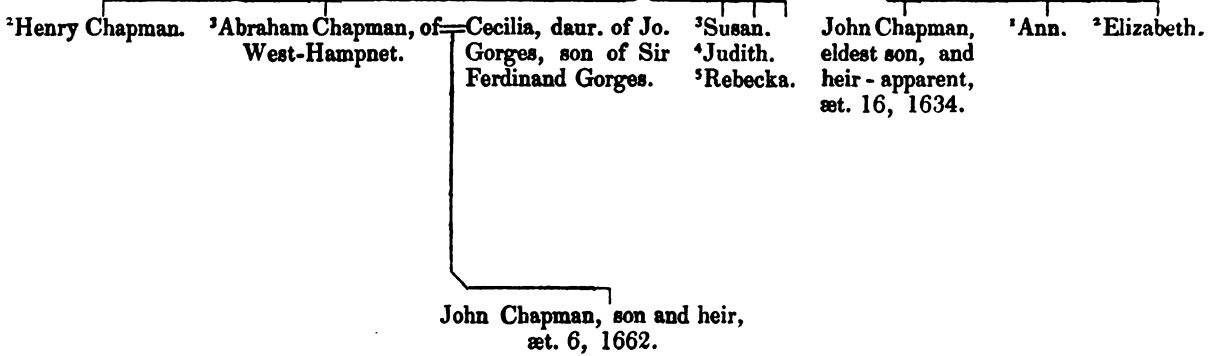 ²Henry Chapman.
³Abraham Chapman, of
West-Hampnet.
Cecilia, daur. of Jo.
Gorges, son of Sir
Ferdinand Gorges.
³Susan.
⁴Judith.
⁵Rebecka.
John Chapman,
eldest son, and
heir-apparent,
æt. 16, 1634.
¹Ann.
²Elizabeth.
John Chapman, son and heir,
æt. 6, 1662.